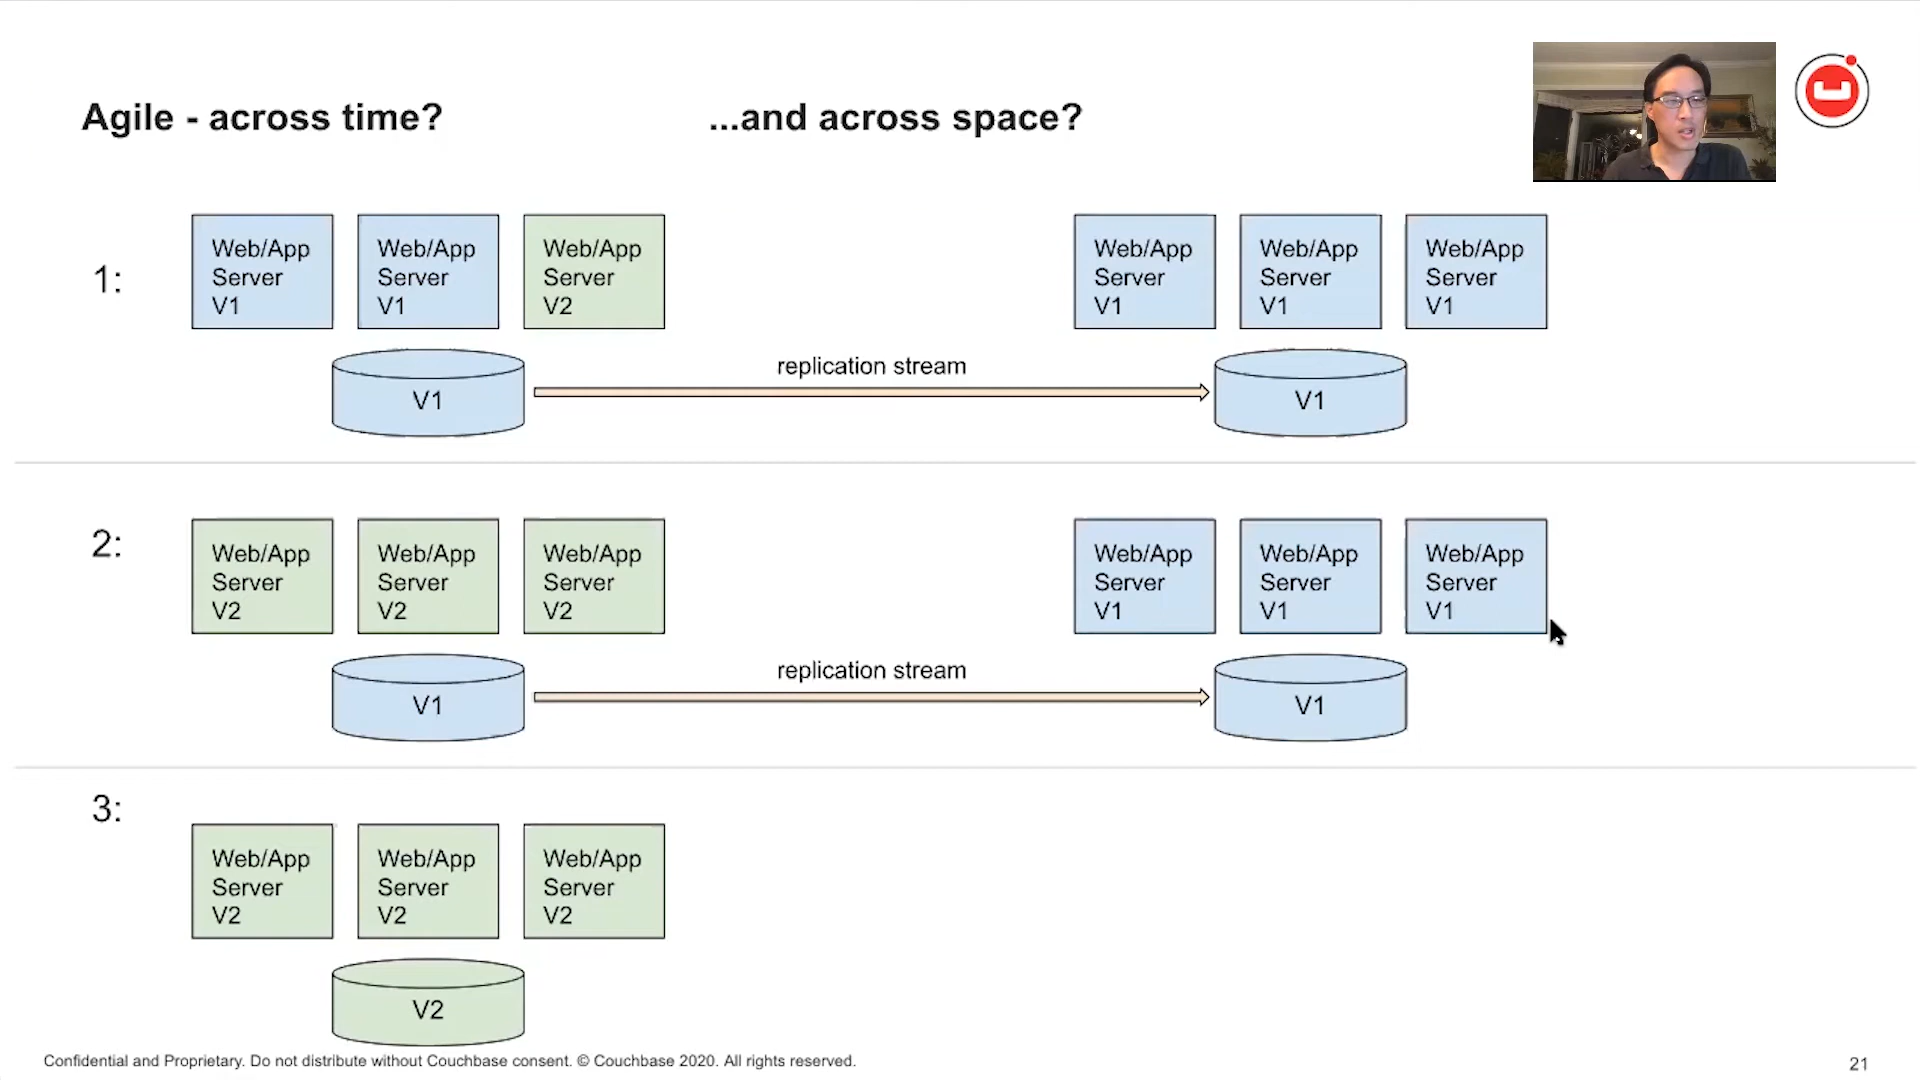 Agile - across time?
...and across space?
1:
Web/App
Server
V1
Web/App
Server
V1
Web/App
Server
V2
Web/App
Server
V1
Web/App
Server
V1
Web/App
Server
V1
V1
replication stream
V1
2:
Web/App
Server
V2
Web/App
Server
V2
Web/App
Server
V2
Web/App
Server
V1
Web/App
Server
V1
Web/App
Server
V1
V1
replication stream
V1
3:
Web/App
Server
V2
Web/App
Server
V2
Web/App
Server
V2
V2
Confidential and Proprietary. Do not distribute without Couchbase consent. © Couchbase 2020. All rights reserved.
21